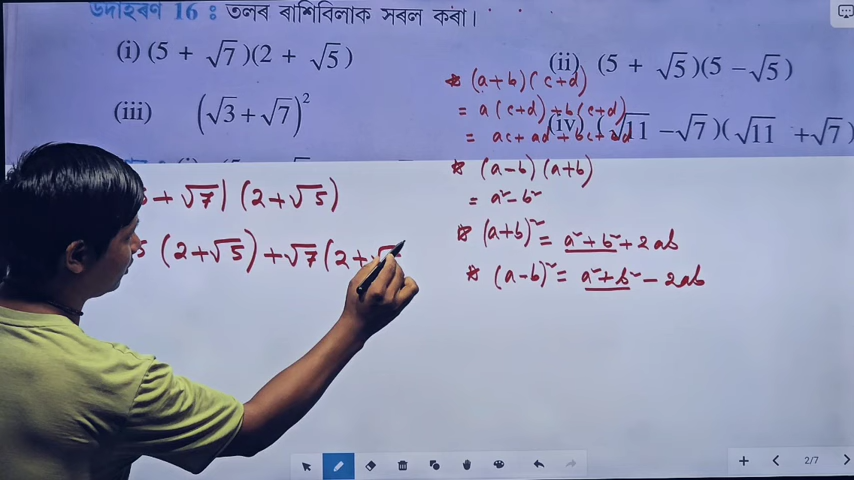 উদাহৰণ 16 : তলৰ ৰাশিবিলাক সৰল কৰা।
(i) (5 + √7)(2 + √5)
(ii) (5 + √5)(5 − √5)
(iii) (√3 + √7)²
(iv) (√11 − √7)(√11 + √7)
* (a+b)(c+d)
= a(c+d) + b(c+d)
= ac + ad + bc + bd
* (a−b)(a+b)
= a² − b²
* (a+b)² = a² + b² + 2ab
* (a−b)² = a² + b² − 2ab
+ √7) (2+√5)
5 (2+√5) + √7 (2+√5
2/7